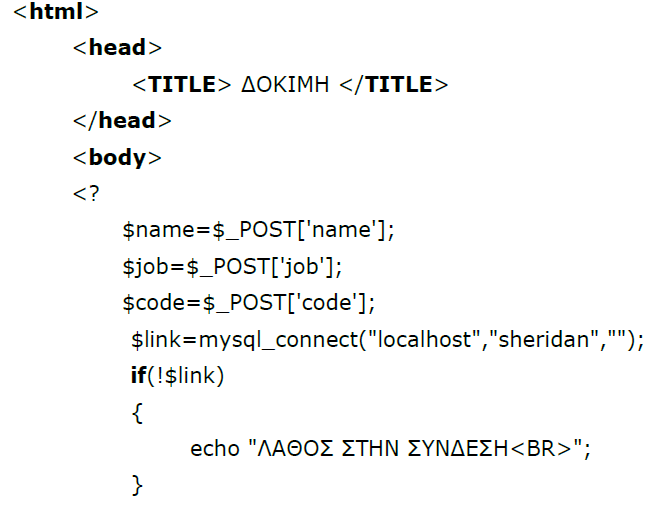 <html>
<head>
<TITLE> ΔΟΚΙΜΗ </TITLE>
</head>
<body>
<?
$name=$_POST['name'];
$job=$_POST['job'];
$code=$_POST['code'];
$link=mysql_connect("localhost","sheridan","");
if(!$link)
{
echo "ΛΑΘΟΣ ΣΤΗΝ ΣΥΝΔΕΣΗ<BR>";
}